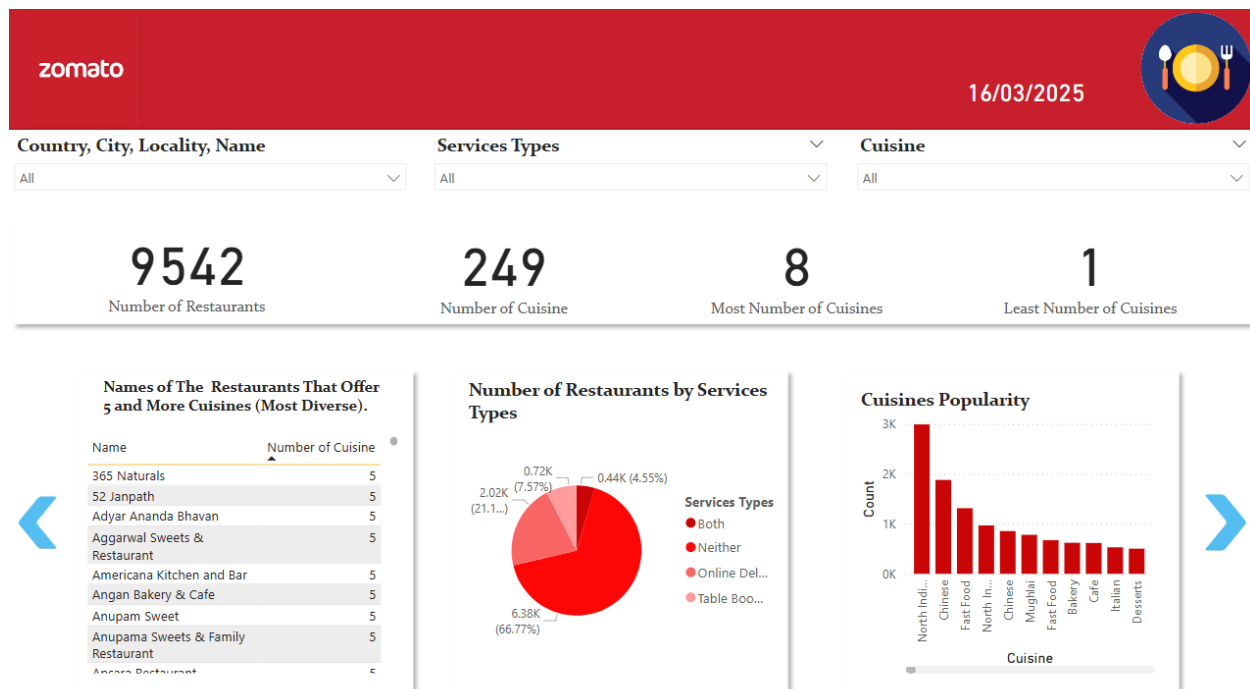 zomato
16/03/2025
Country, City, Locality, Name
Services Types
Cuisine
All
All
All
9542
249
8
1
Number of Restaurants
Number of Cuisine
Most Number of Cuisines
Least Number of Cuisines
Names of The Restaurants That Offer
5 and More Cuisines (Most Diverse).
Name Number of Cuisine
365 Naturals 5
52 Janpath 5
Adyar Ananda Bhavan 5
Aggarwal Sweets & 5
Restaurant
Americana Kitchen and Bar 5
Angan Bakery & Cafe 5
Anupam Sweet 5
Anupama Sweets & Family 5
Restaurant
Ansara Restaurant 5
Number of Restaurants by Services
Types
0.72K
(7.57%)
0.44K (4.55%)
2.02K
(21.1...)
6.38K
(66.77%)
Services Types
Both
Neither
Online Del...
Table Boo...
Cuisines Popularity
3K
2K
1K
0K
Count
North Indi...
Chinese
Fast Food
North In...
Chinese
Mughlai
Fast Food
Bakery
Cafe
Italian
Desserts
Cuisine